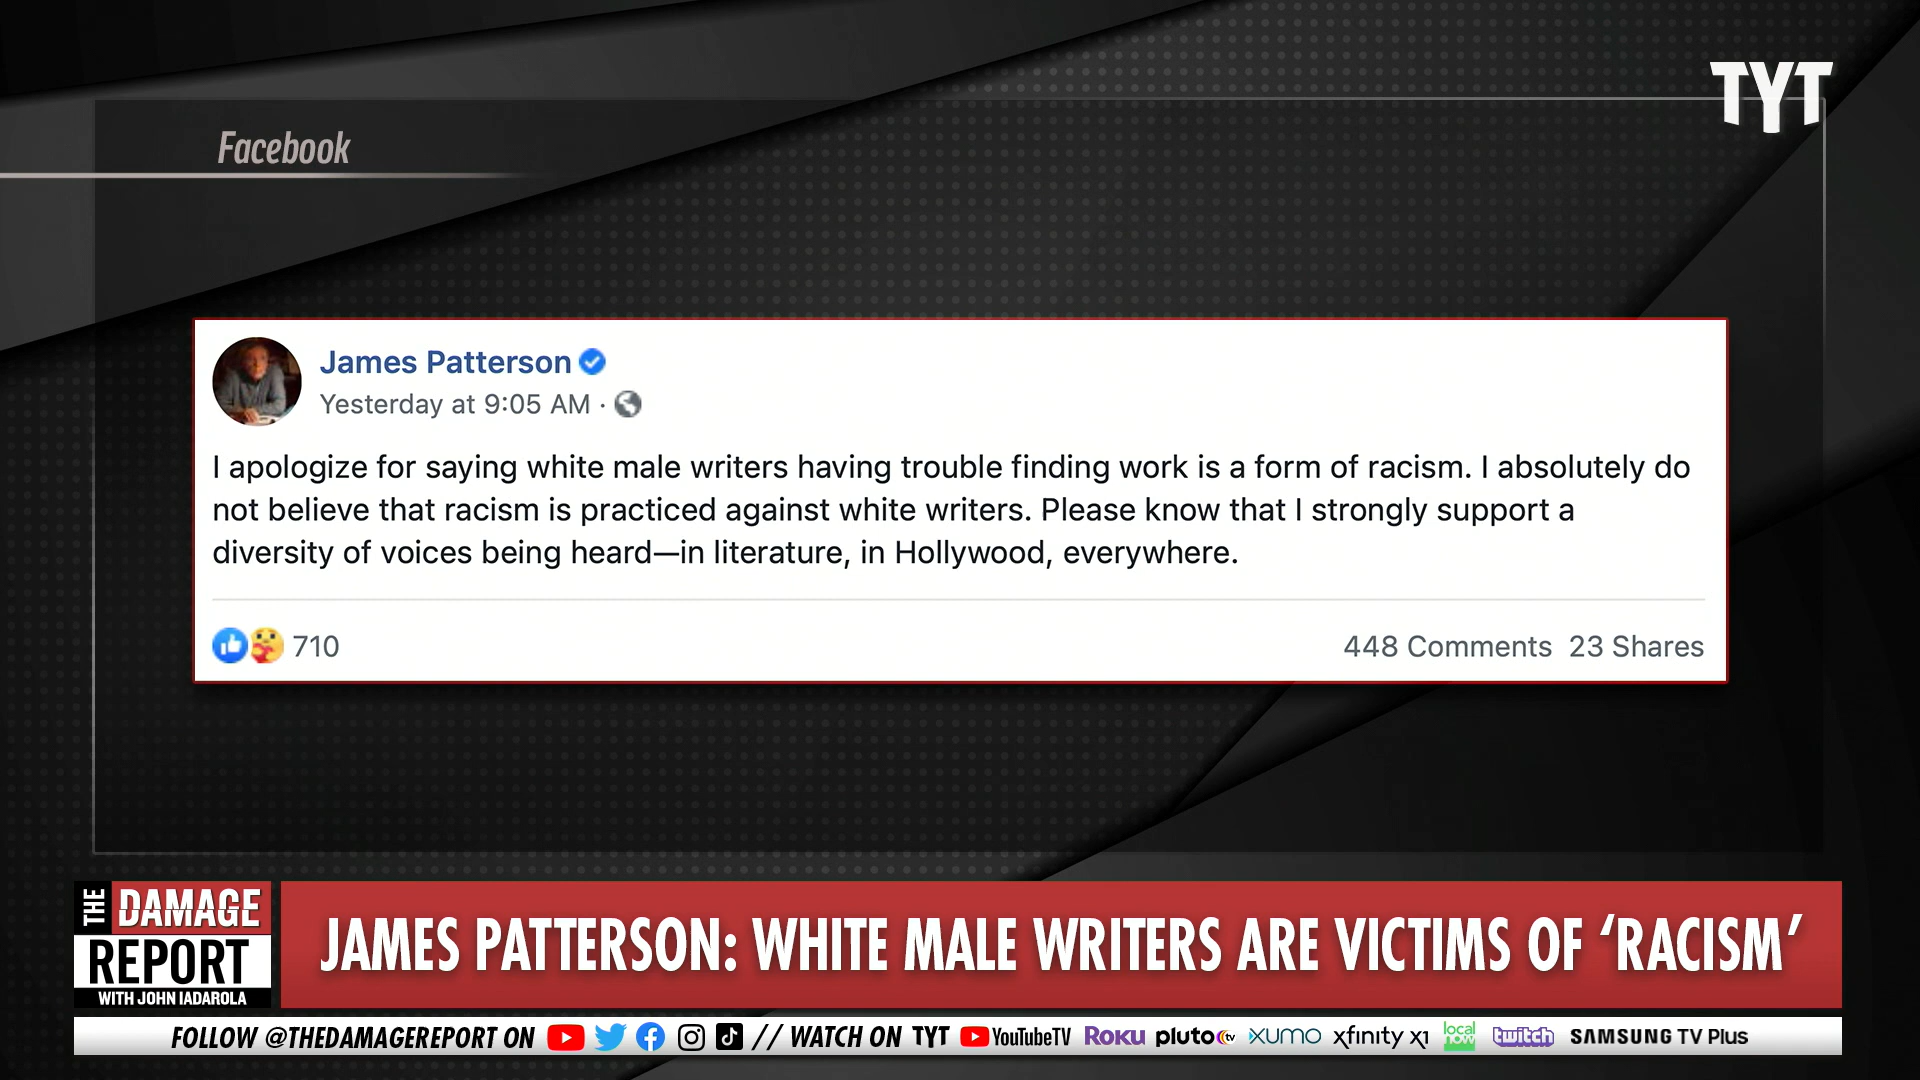 TYT
Facebook
James Patterson
Yesterday at 9:05 AM ·
I apologize for saying white male writers having trouble finding work is a form of racism. I absolutely do
not believe that racism is practiced against white writers. Please know that I strongly support a
diversity of voices being heard—in literature, in Hollywood, everywhere.
710
448 Comments 23 Shares
THE DAMAGE
REPORT
WITH JOHN IADAROLA
JAMES PATTERSON: WHITE MALE WRITERS ARE VICTIMS OF ‘RACISM’
FOLLOW @THEDAMAGEREPORT ON // WATCH ON TYT YouTubeTV ROKU pluto tv XUMO xfinity x1 local now twitch SAMSUNG TV Plus